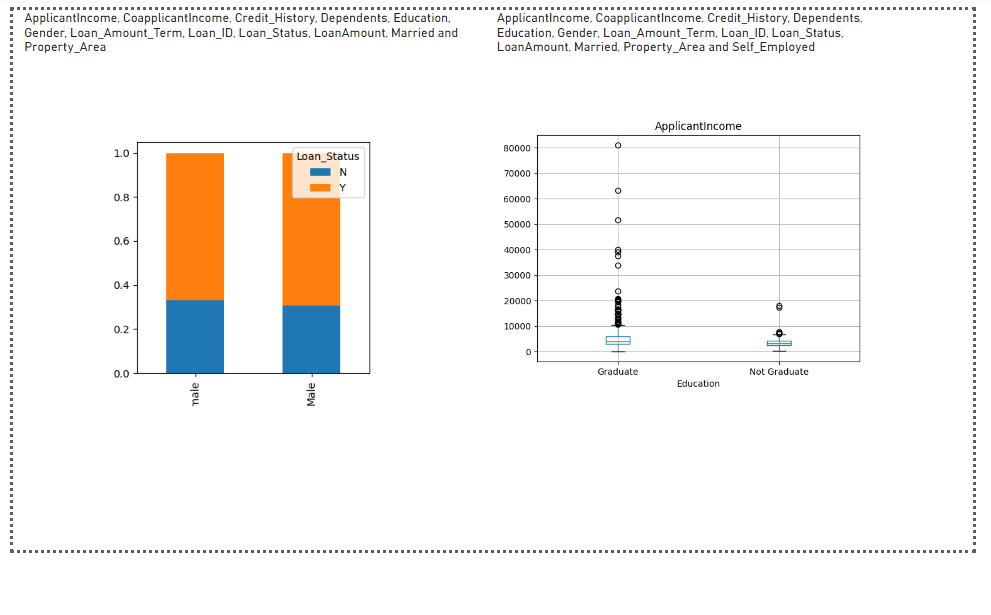 ApplicantIncome, CoapplicantIncome, Credit_History, Dependents, Education,
Gender, Loan_Amount_Term, Loan_ID, Loan_Status, LoanAmount, Married and
Property_Area
ApplicantIncome, CoapplicantIncome, Credit_History, Dependents,
Education, Gender, Loan_Amount_Term, Loan_ID, Loan_Status,
LoanAmount, Married, Property_Area and Self_Employed
1.0
0.8
0.6
0.4
0.2
0.0
Loan_Status
N
Y
male
Male
ApplicantIncome
80000
70000
60000
50000
40000
30000
20000
10000
0
Graduate
Not Graduate
Education